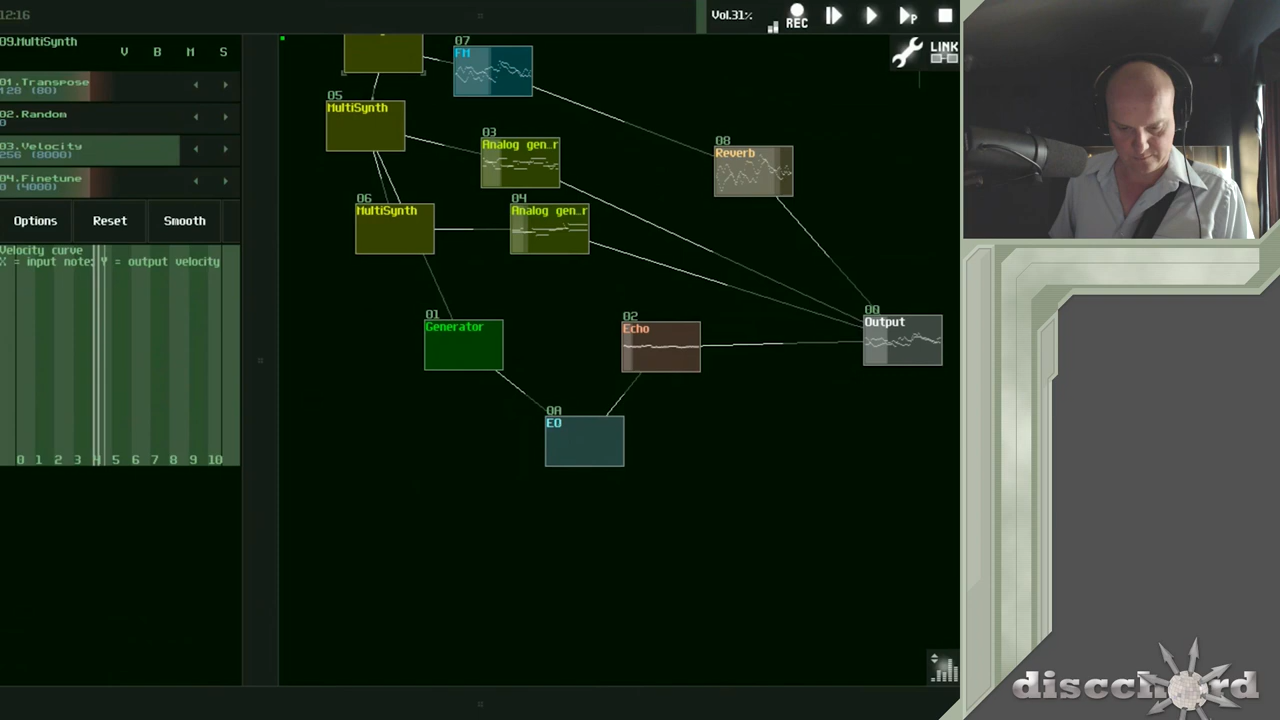 12:16
Vol.31%
REC
P
LINK
09.MultiSynth
V B M S
01.Transpose
128 (80)
02.Random
0
03.Velocity
256 (8000)
04.Finetune
0 (4000)
Options Reset Smooth
Velocity curve
X = input note; Y = output velocity
0 1 2 3 4 5 6 7 8 9 10
07
FM
05
MultiSynth
03
Analog gen_r
08
Reverb
06
MultiSynth
04
Analog gen_r
01
Generator
02
Echo
00
Output
0A
EQ
discchord